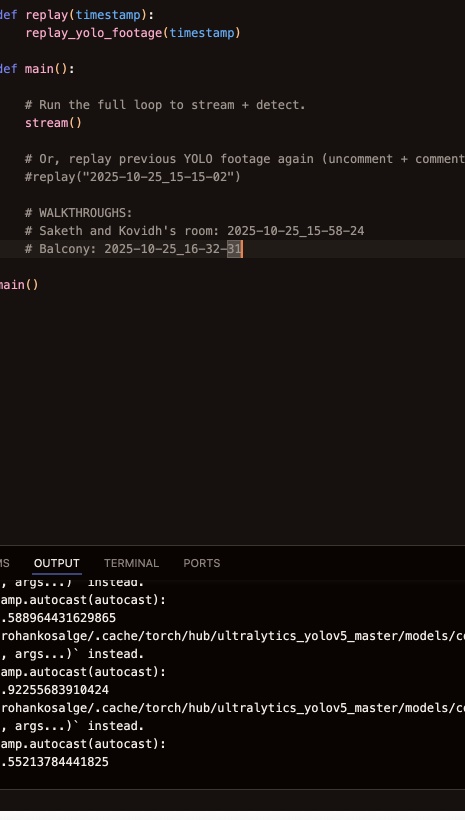 def replay(timestamp):
replay_yolo_footage(timestamp)
def main():
# Run the full loop to stream + detect.
stream()
# Or, replay previous YOLO footage again (uncomment + comment
#replay("2025-10-25_15-15-02")
# WALKTHROUGHS:
# Saketh and Kovidh's room: 2025-10-25_15-58-24
# Balcony: 2025-10-25_16-32-31
main()
MS OUTPUT TERMINAL PORTS
, args...)` instead.
amp.autocast(autocast):
.588964431629865
rohankosalge/.cache/torch/hub/ultralytics_yolov5_master/models/co
, args...)` instead.
amp.autocast(autocast):
.92255683910424
rohankosalge/.cache/torch/hub/ultralytics_yolov5_master/models/co
, args...)` instead.
amp.autocast(autocast):
.55213784441825